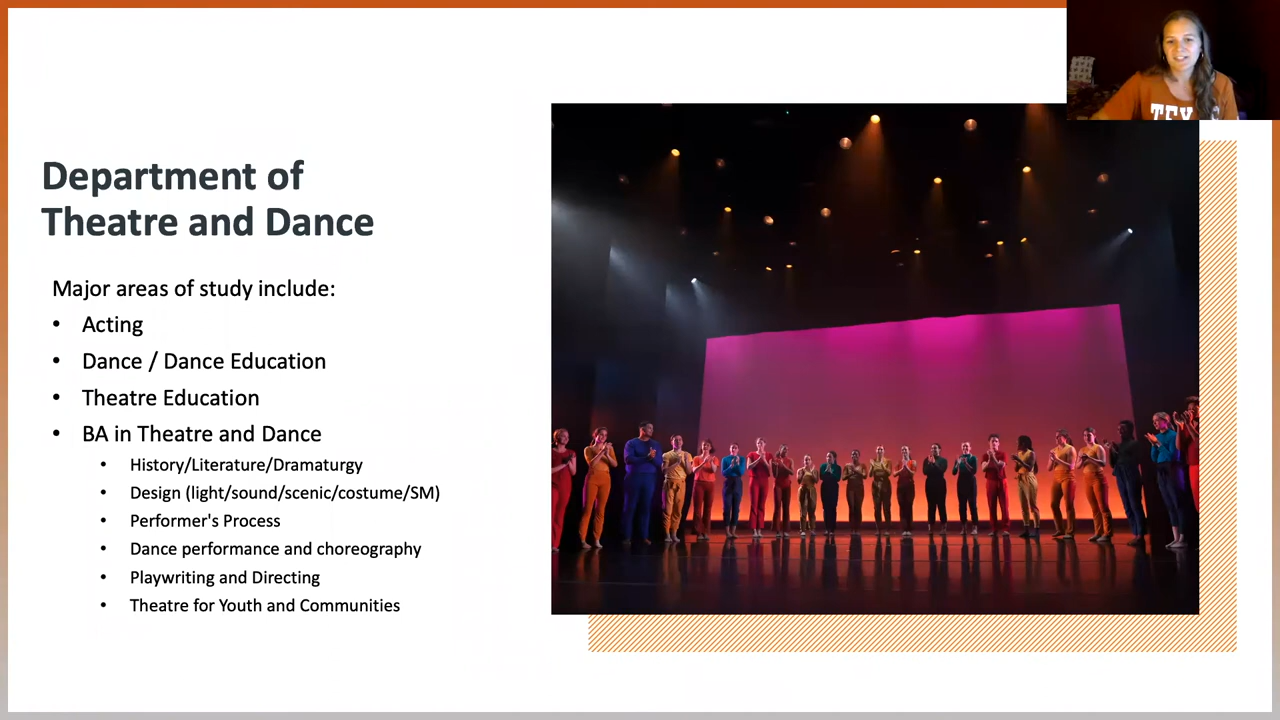 Department of
Theatre and Dance
Major areas of study include:
• Acting
• Dance / Dance Education
• Theatre Education
• BA in Theatre and Dance
• History/Literature/Dramaturgy
• Design (light/sound/scenic/costume/SM)
• Performer's Process
• Dance performance and choreography
• Playwriting and Directing
• Theatre for Youth and Communities